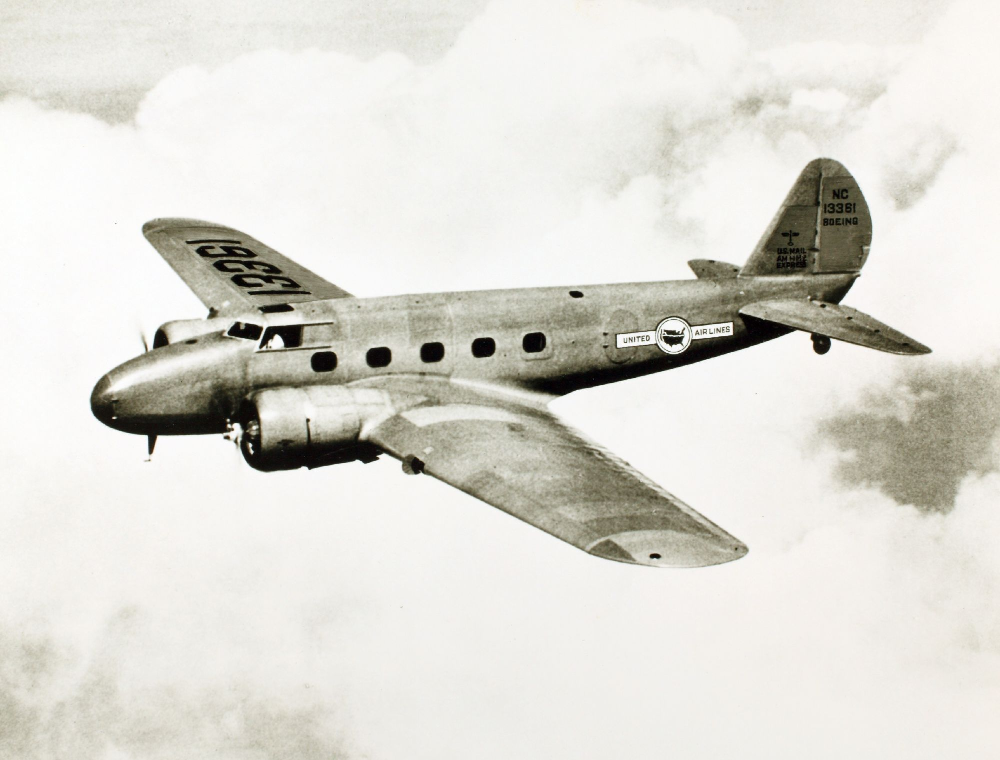 NC
13361
BOEING
U.S. MAIL
EXPRESS
13361
UNITED
AIR LINES